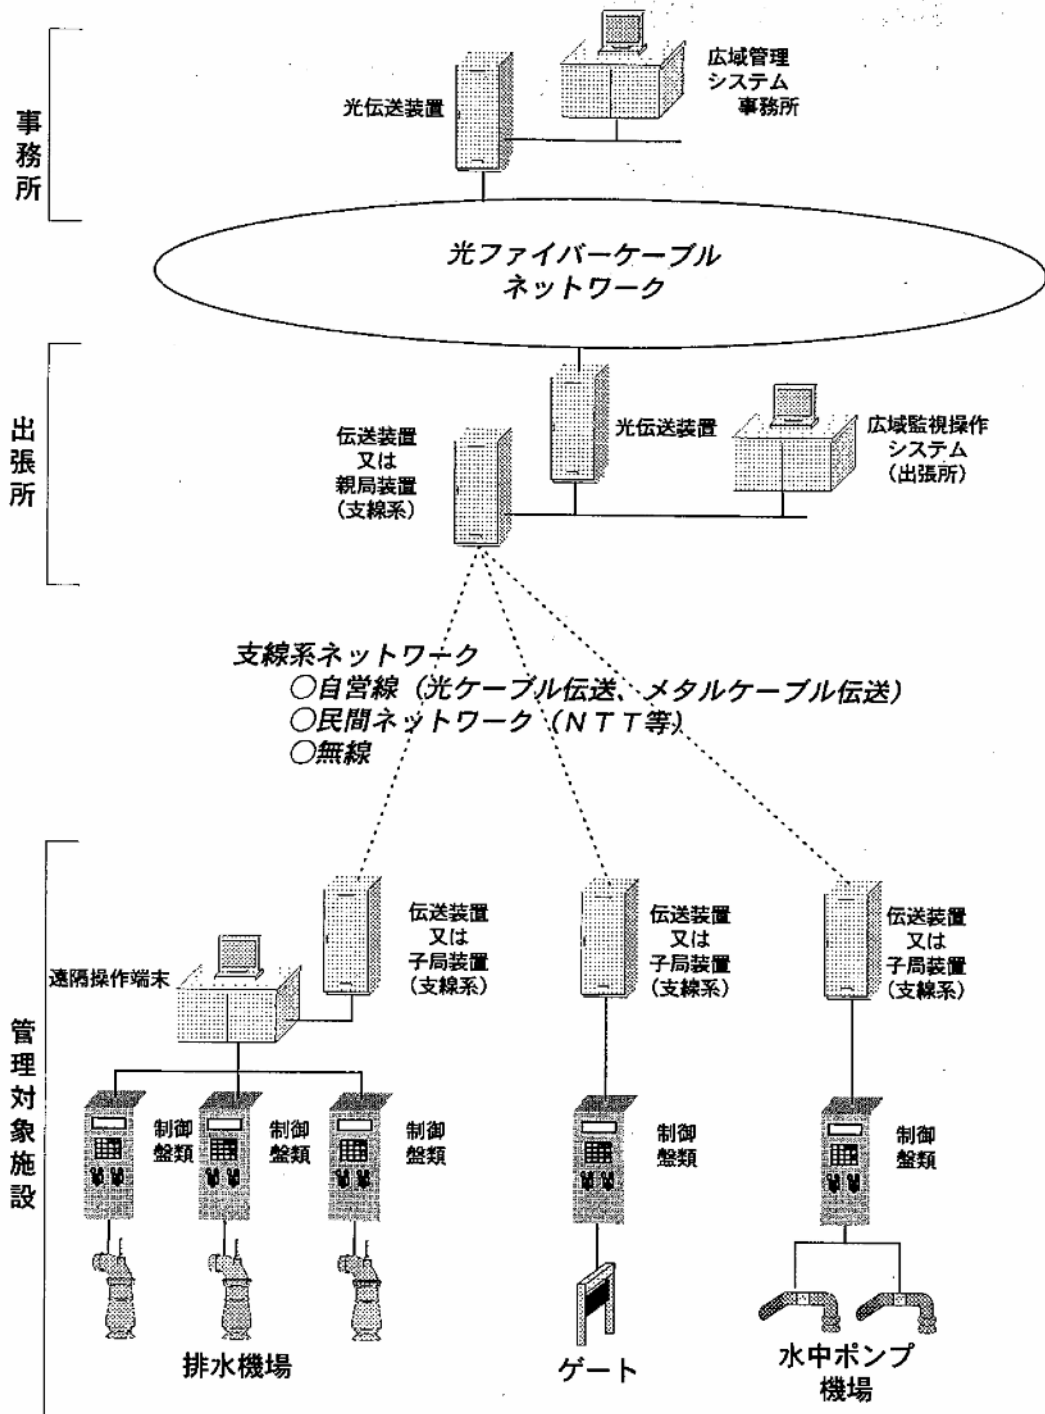 事務所
光伝送装置
広域管理
システム
事務所
光ファイバーケーブル
ネットワーク
出張所
伝送装置
又は
親局装置
(支線系)
光伝送装置
広域監視操作
システム
(出張所)
支線系ネットワーク
○自営線(光ケーブル伝送、メタルケーブル伝送)
○民間ネットワーク(NTT等)
○無線
管理対象施設
遠隔操作端末
伝送装置
又は
子局装置
(支線系)
伝送装置
又は
子局装置
(支線系)
伝送装置
又は
子局装置
(支線系)
制御
盤類
制御
盤類
制御
盤類
制御
盤類
制御
盤類
排水機場
ゲート
水中ポンプ
機場